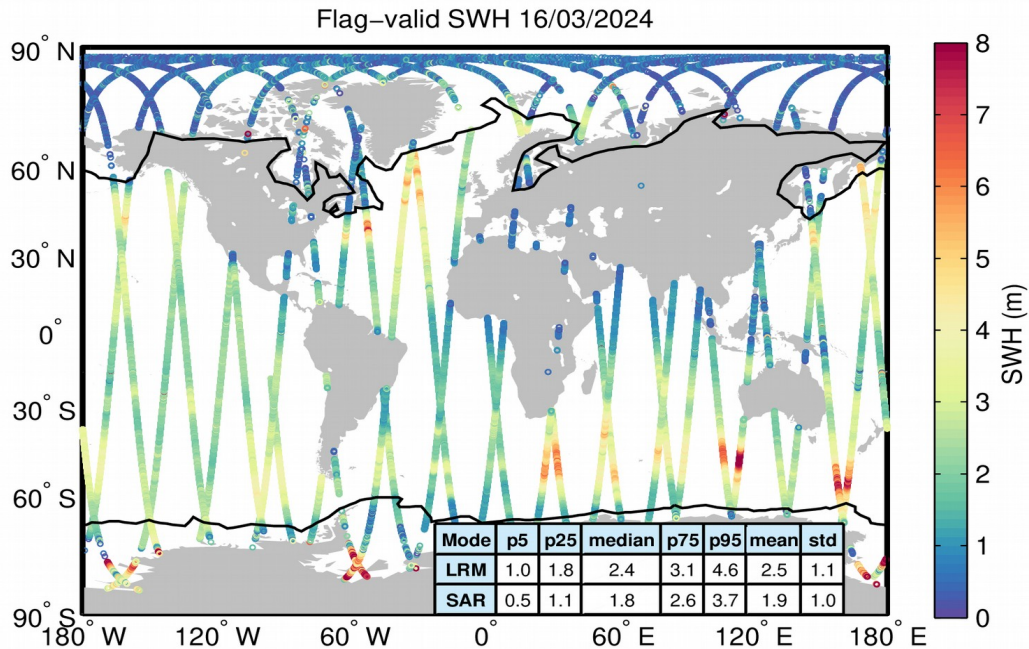 Flag–valid SWH 16/03/2024
90° N
60° N
30° N
0°
30° S
60° S
90° S
180° W
120° W
60° W
0°
60° E
120° E
180° E
8
7
6
5
4
3
2
1
0
SWH (m)
Mode p5 p25 median p75 p95 mean std
LRM 1.0 1.8 2.4 3.1 4.6 2.5 1.1
SAR 0.5 1.1 1.8 2.6 3.7 1.9 1.0